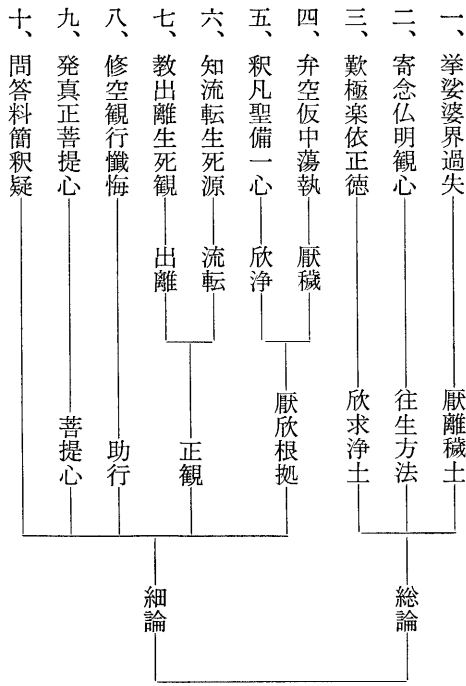 一、挙娑婆界過失
二、寄念仏明観心
三、歎極楽依正徳
四、弁空仮中蕩執
五、釈凡聖備一心
六、知流転生死源
七、教出離生死観
八、修空観行懺悔
九、発真正菩提心
十、問答料簡釈疑
厭穢
欣浄
流転
出離
厭離穢土
往生方法
欣求浄土
厭欣根拠
正観
助行
菩提心
総論
細論